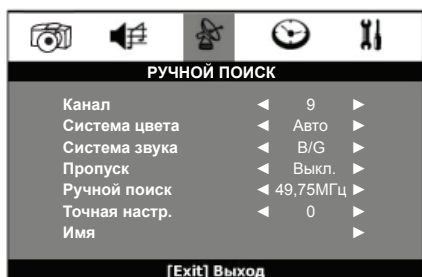 РУЧНОЙ ПОИСК
Канал ◄ 9 ►
Система цвета ◄ Авто ►
Система звука ◄ B/G ►
Пропуск ◄ Выкл. ►
Ручной поиск ◄ 49,75МГц ►
Точная настр. ◄ 0 ►
Имя ►
[Exit] Выход